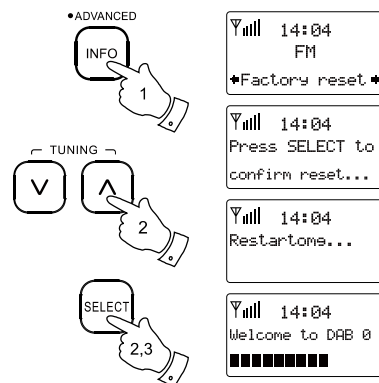 •ADVANCED
INFO
1
TUNING
2
SELECT
2,3
14:04
FM
Factory reset
14:04
Press SELECT to
confirm reset...
14:04
Restartome...
14:04
Welcome to DAB 0